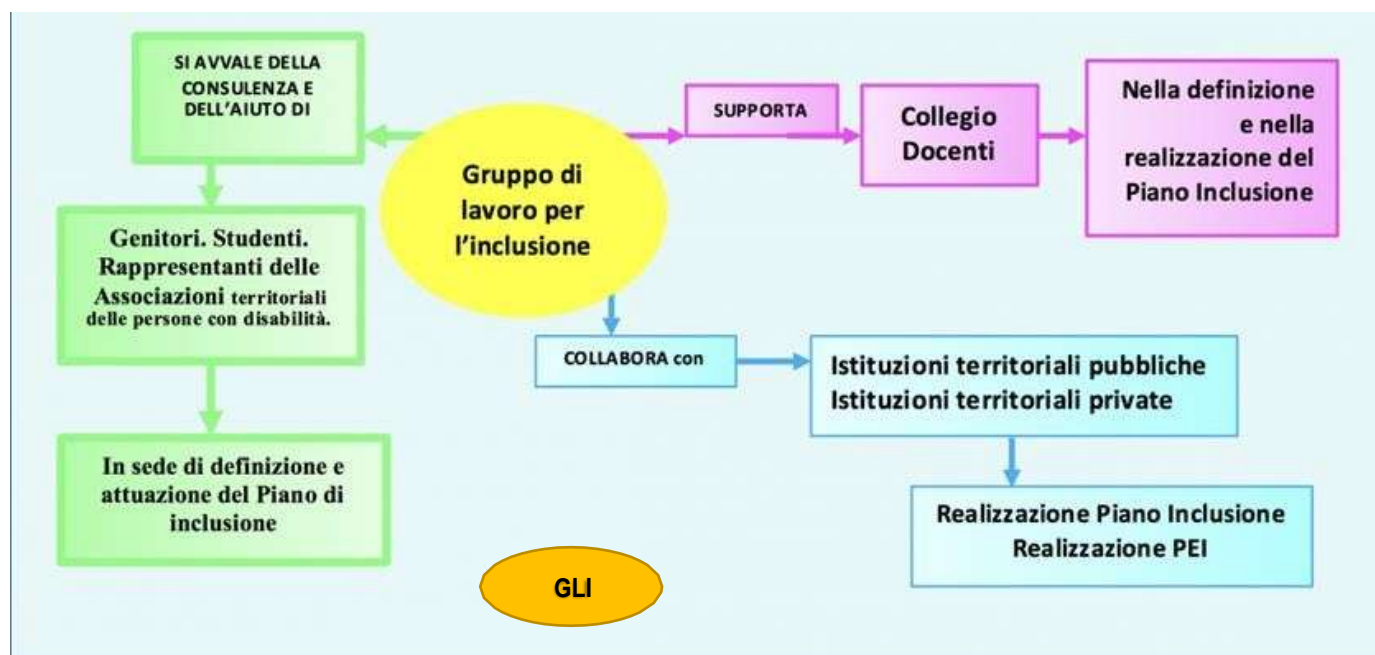 SI AVVALE DELLA
CONSULENZA E
DELL'AIUTO DI
Genitori. Studenti.
Rappresentanti delle
Associazioni territoriali
delle persone con disabilità.
In sede di definizione e
attuazione del Piano di
inclusione
Gruppo di
lavoro per
l'inclusione
SUPPORTA
Collegio
Docenti
Nella definizione
e nella
realizzazione del
Piano Inclusione
COLLABORA con
Istituzioni territoriali pubbliche
Istituzioni territoriali private
Realizzazione Piano Inclusione
Realizzazione PEI
GLI